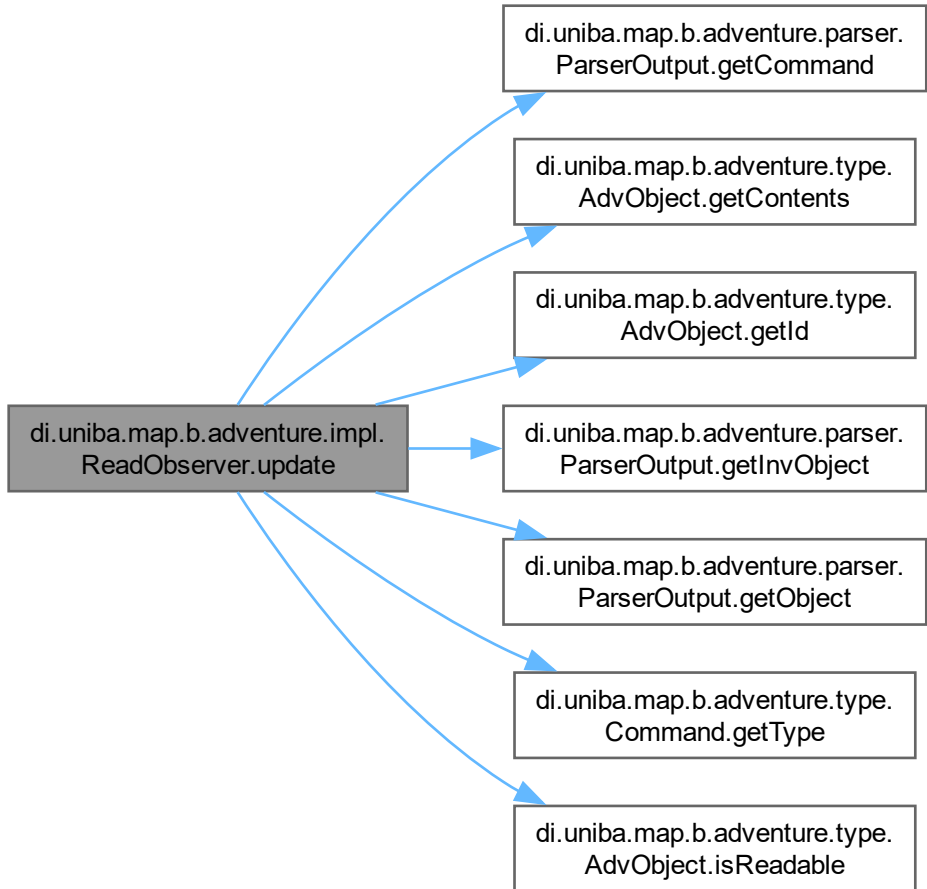 di.uniba.map.b.adventure.parser.
ParserOutput.getCommand
di.uniba.map.b.adventure.type.
AdvObject.getContents
di.uniba.map.b.adventure.type.
AdvObject.getId
di.uniba.map.b.adventure.impl.
ReadObserver.update
di.uniba.map.b.adventure.parser.
ParserOutput.getInvObject
di.uniba.map.b.adventure.parser.
ParserOutput.getObject
di.uniba.map.b.adventure.type.
Command.getType
di.uniba.map.b.adventure.type.
AdvObject.isReadable